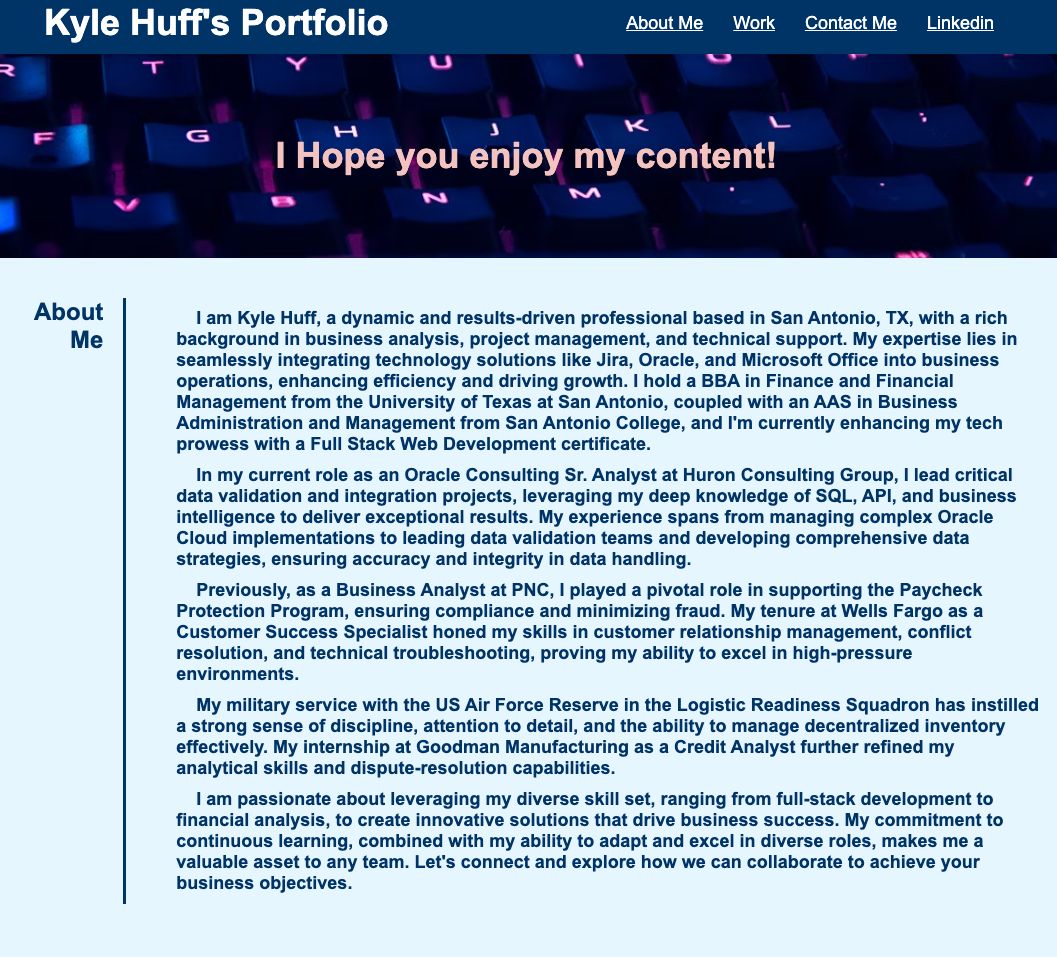 Kyle Huff's Portfolio
About Me Work Contact Me Linkedin
R T Y U I
F G H J K L ;
V B N M . . /
I Hope you enjoy my content!
About
Me
I am Kyle Huff, a dynamic and results-driven professional based in San Antonio, TX, with a rich
background in business analysis, project management, and technical support. My expertise lies in
seamlessly integrating technology solutions like Jira, Oracle, and Microsoft Office into business
operations, enhancing efficiency and driving growth. I hold a BBA in Finance and Financial
Management from the University of Texas at San Antonio, coupled with an AAS in Business
Administration and Management from San Antonio College, and I'm currently enhancing my tech
prowess with a Full Stack Web Development certificate.
In my current role as an Oracle Consulting Sr. Analyst at Huron Consulting Group, I lead critical
data validation and integration projects, leveraging my deep knowledge of SQL, API, and business
intelligence to deliver exceptional results. My experience spans from managing complex Oracle
Cloud implementations to leading data validation teams and developing comprehensive data
strategies, ensuring accuracy and integrity in data handling.
Previously, as a Business Analyst at PNC, I played a pivotal role in supporting the Paycheck
Protection Program, ensuring compliance and minimizing fraud. My tenure at Wells Fargo as a
Customer Success Specialist honed my skills in customer relationship management, conflict
resolution, and technical troubleshooting, proving my ability to excel in high-pressure
environments.
My military service with the US Air Force Reserve in the Logistic Readiness Squadron has instilled
a strong sense of discipline, attention to detail, and the ability to manage decentralized inventory
effectively. My internship at Goodman Manufacturing as a Credit Analyst further refined my
analytical skills and dispute-resolution capabilities.
I am passionate about leveraging my diverse skill set, ranging from full-stack development to
financial analysis, to create innovative solutions that drive business success. My commitment to
continuous learning, combined with my ability to adapt and excel in diverse roles, makes me a
valuable asset to any team. Let's connect and explore how we can collaborate to achieve your
business objectives.